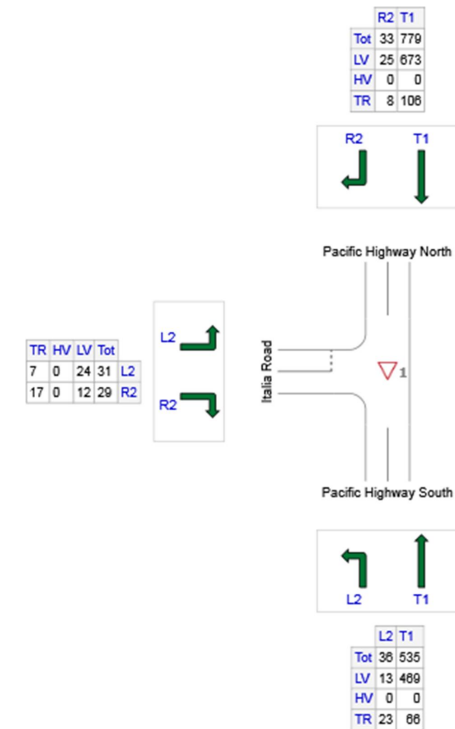 R2 T1
Tot 33 779
LV 25 673
HV 0 0
TR 8 106
R2 T1
Pacific Highway North
TR HV LV Tot
7 0 24 31 L2
17 0 12 29 R2
L2
R2
Italia Road
1
Pacific Highway South
L2 T1
L2 T1
Tot 36 535
LV 13 469
HV 0 0
TR 23 66